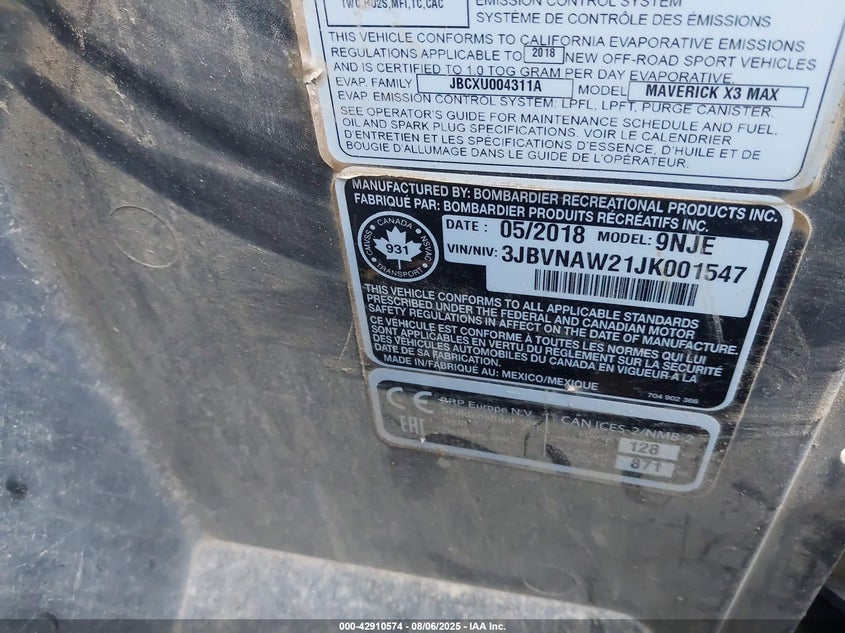 TWC,HO2S,MFI,TC,CAC
EMISSION CONTROL SYSTEM
SYSTÈME DE CONTRÔLE DES ÉMISSIONS
THIS VEHICLE CONFORMS TO CALIFORNIA EVAPORATIVE EMISSIONS
REGULATIONS APPLICABLE TO 2018 NEW OFF-ROAD SPORT VEHICLES
AND IS CERTIFIED TO 1.0 TOG GRAM PER DAY EVAPORATIVE.
EVAP. FAMILY JBCXU004311A MODEL MAVERICK X3 MAX
EVAP. EMISSION CONTROL SYSTEM: LPFL, LPFT, PURGE CANISTER.
SEE OPERATOR'S GUIDE FOR MAINTENANCE SCHEDULE AND FUEL,
OIL AND SPARK PLUG SPECIFICATIONS. VOIR LE CALENDRIER
D'ENTRETIEN ET LES SPÉCIFICATIONS D'ESSENCE, D'HUILE ET DE
BOUGIE D'ALLUMAGE DANS LE GUIDE DE L'OPÉRATEUR.
MANUFACTURED BY: BOMBARDIER RECREATIONAL PRODUCTS INC.
FABRIQUÉ PAR: BOMBARDIER PRODUITS RÉCRÉATIFS INC.
CANADA
CMVSS 931 NSVAC
TRANSPORT
DATE : 05/2018 MODEL: 9NJE
VIN/NIV: 3JBVNAW21JK001547
THIS VEHICLE CONFORMS TO ALL APPLICABLE STANDARDS
PRESCRIBED UNDER THE FEDERAL AND CANADIAN MOTOR
SAFETY REGULATIONS IN AFFECT ON THE DATE OF MANUFACTURE.
CE VÉHICULE EST CONFORME À TOUTES LES NORMES QUI LUI
SONT APPLICABLES EN VERTU DU RÈGLEMENT SUR LA SÉCURITÉ
DES VÉHICULES AUTOMOBILES DU CANADA EN VIGUEUR À LA
DATE DE SA FABRICATION.
MADE IN/FABRIQUÉ AU: MEXICO/MEXIQUE
704 902 366
CE
BRP Europe N.V.
CAN ICES-2/NMB-2
EAC
128
871
000-42910574 - 08/06/2025 - IAA Inc.